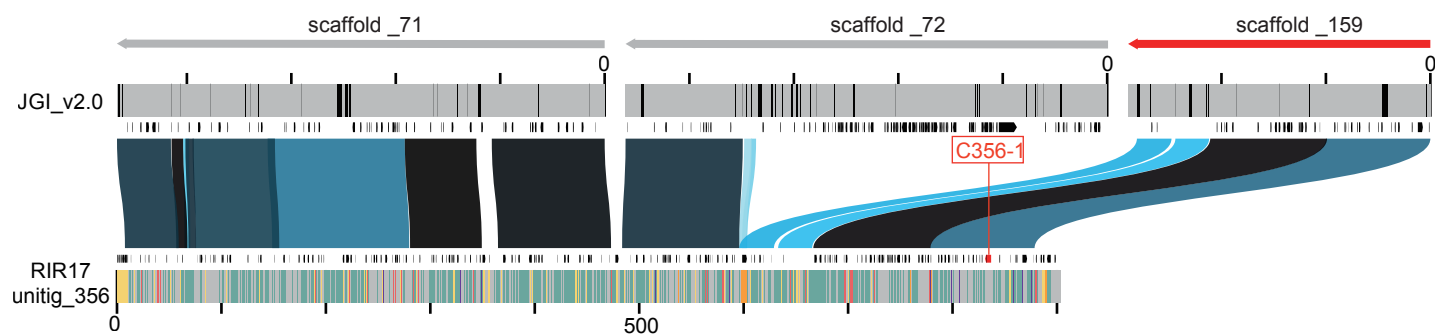 scaffold _71 scaffold _72 scaffold _159
0 0 0
JGI_v2.0
C356-1
RIR17
unitig_356
0 500